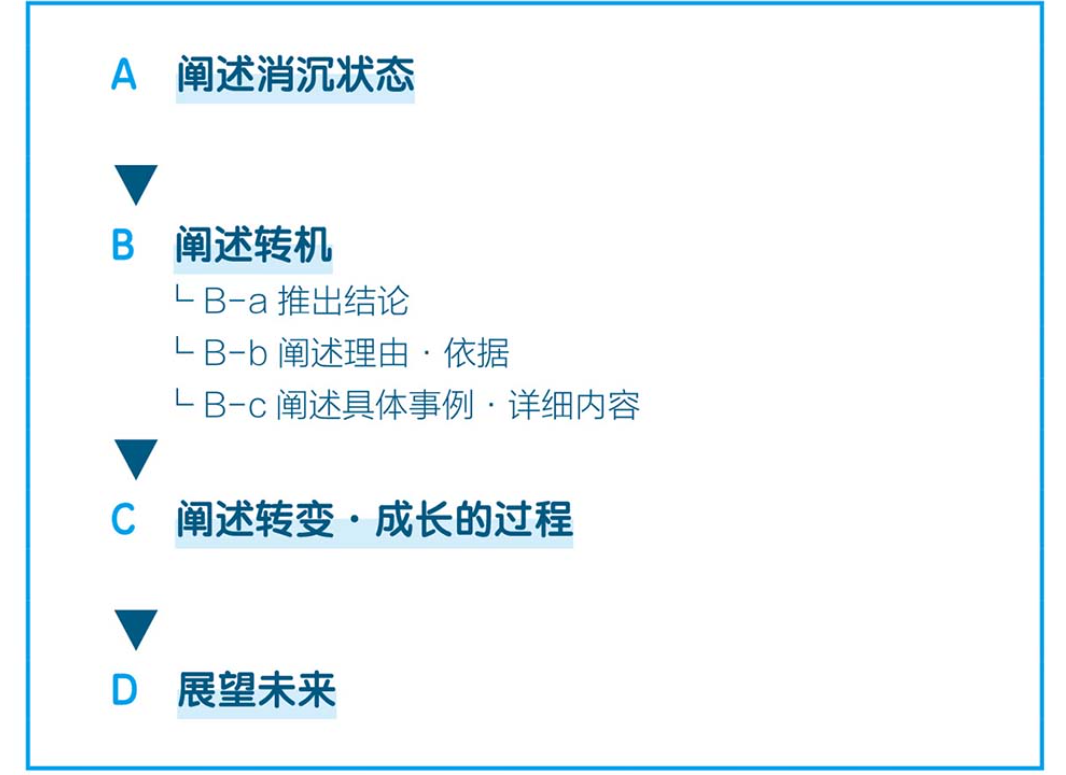 A 阐述消沉状态
B 阐述转机
B-a 推出结论
B-b 阐述理由·依据
B-c 阐述具体事例·详细内容
C 阐述转变·成长的过程
D 展望未来